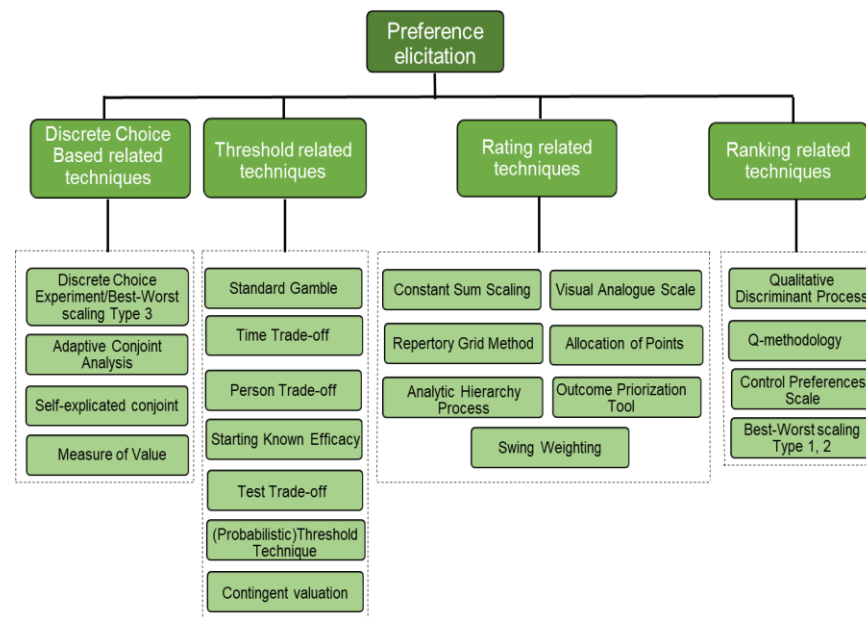 Preference
elicitation
Discrete Choice
Based related
techniques
Threshold related
techniques
Rating related
techniques
Ranking related
techniques
Discrete Choice
Experiment/Best-Worst
scaling Type 3
Adaptive Conjoint
Analysis
Self-explicated conjoint
Measure of Value
Standard Gamble
Time Trade-off
Person Trade-off
Starting Known Efficacy
Test Trade-off
(Probabilistic)Threshold
Technique
Contingent valuation
Constant Sum Scaling
Visual Analogue Scale
Repertory Grid Method
Allocation of Points
Analytic Hierarchy
Process
Outcome Priorization
Tool
Swing Weighting
Qualitative
Discriminant Process
Q-methodology
Control Preferences
Scale
Best-Worst scaling
Type 1, 2